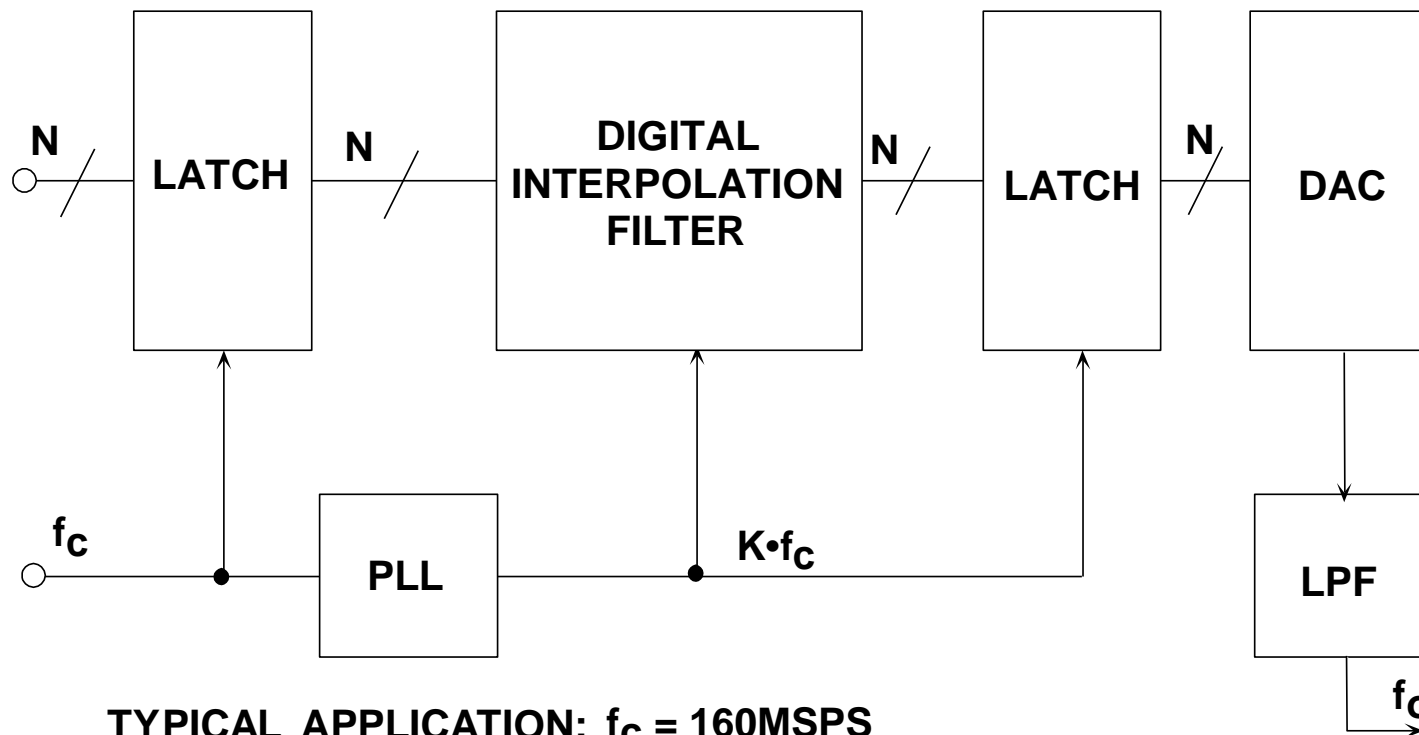 N
LATCH
N
DIGITAL
INTERPOLATION
FILTER
N
LATCH
N
DAC
fc
PLL
K•fc
LPF
TYPICAL APPLICATION: fc = 160MSPS